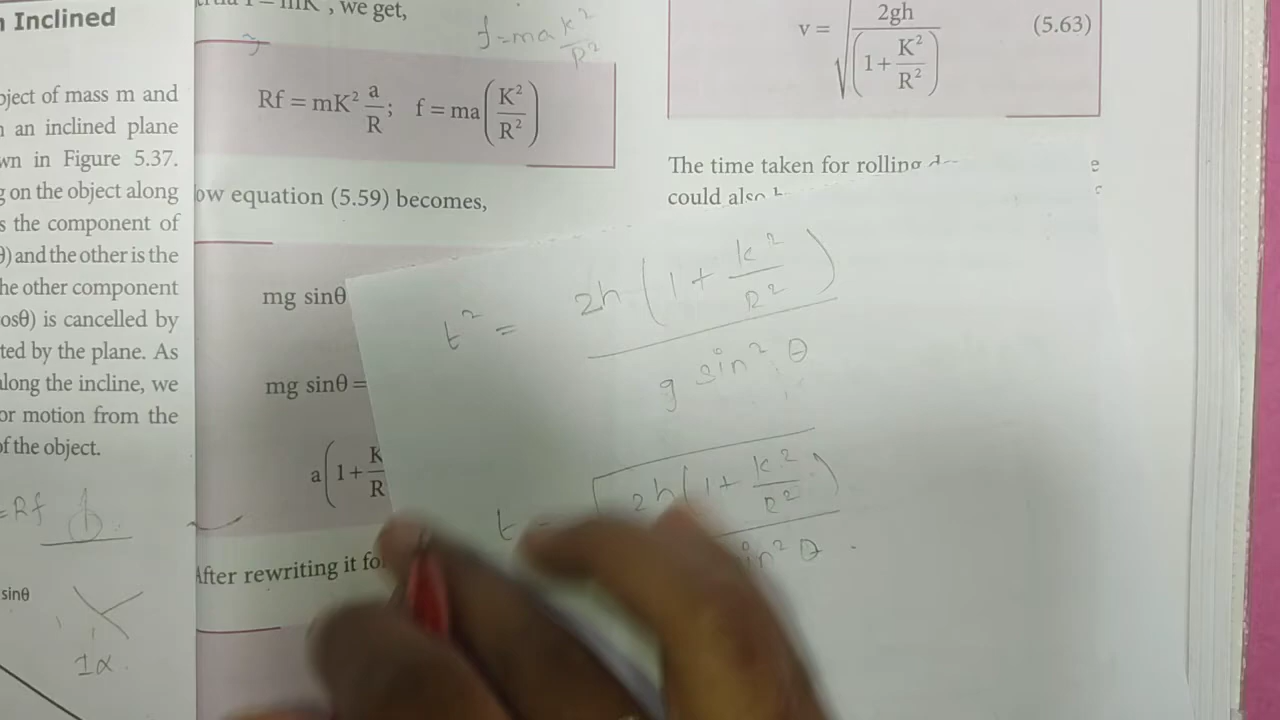 Inclined
object of mass m and
an inclined plane
wn in Figure 5.37.
on the object along
s the component of
θ) and the other is the
he other component
osθ) is cancelled by
ted by the plane. As
along the incline, we
or motion from the
of the object.
=Rf
sinθ
Iα
, we get,
f=ma k²/R²
Rf = mK² a/R; f = ma(K²/R²)
ow equation (5.59) becomes,
mg sinθ
mg sinθ =
a(1+ K/R
After rewriting it fo
v = √(2gh/(1+K²/R²)) (5.63)
The time taken for rolling
could also
t² = 2h(1+k²/R²)/(g sin²θ)
t = √(2h(1+k²/R²)/ in²θ